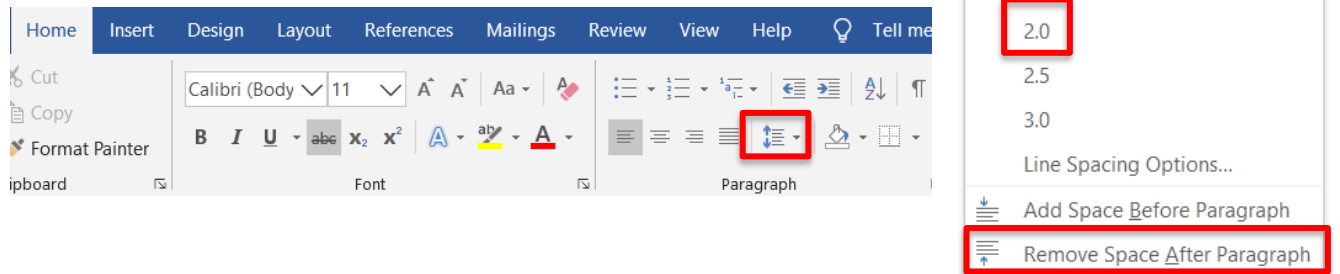 Home Insert Design Layout References Mailings Review View Help Tell me
Cut
Copy
Format Painter
ipboard
Calibri (Body 11 A A Aa A
B I U abc x₂ x² A ab A
Font
A Z ¶
Paragraph
2.0
2.5
3.0
Line Spacing Options...
Add Space Before Paragraph
Remove Space After Paragraph